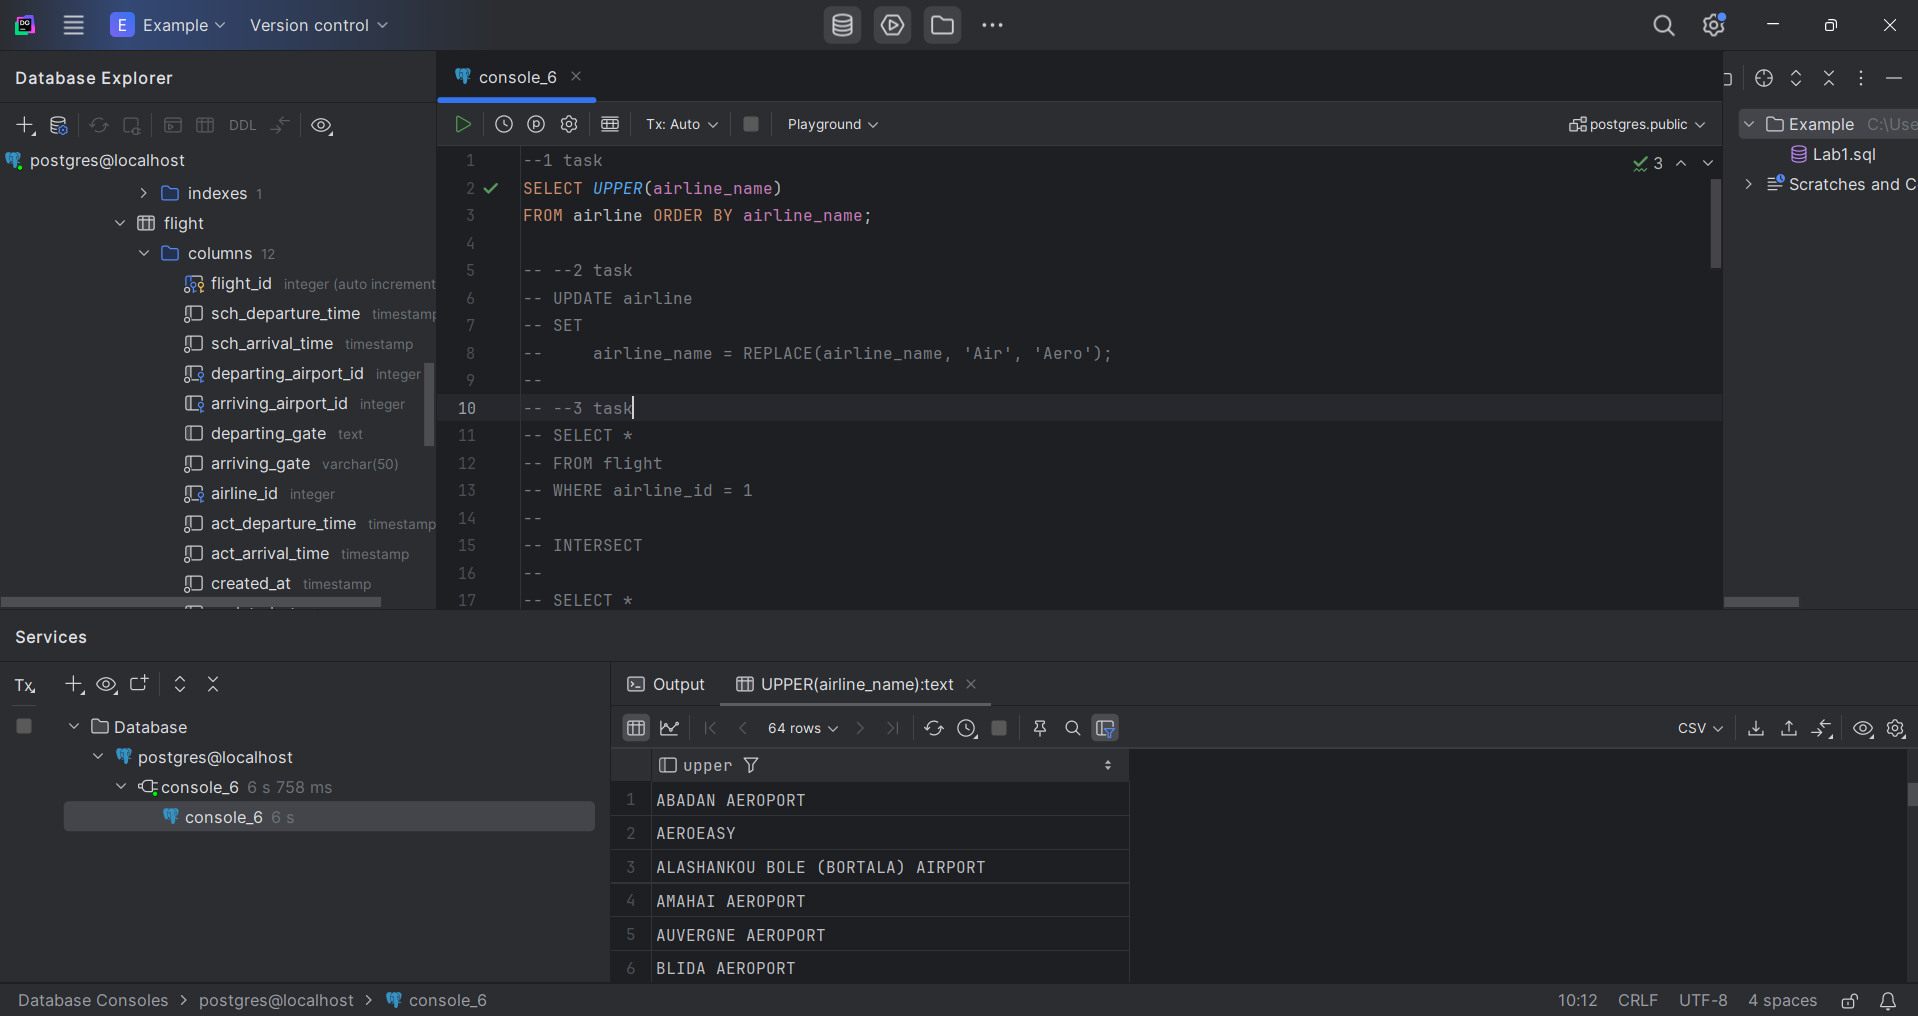 E Example Version control
Database Explorer
DDL
postgres@localhost
indexes 1
flight
columns 12
flight_id integer (auto increment
sch_departure_time timestamp
sch_arrival_time timestamp
departing_airport_id integer
arriving_airport_id integer
departing_gate text
arriving_gate varchar(50)
airline_id integer
act_departure_time timestamp
act_arrival_time timestamp
created_at timestamp
console_6
Tx: Auto Playground postgres.public
3
1 --1 task
2 SELECT UPPER(airline_name)
3 FROM airline ORDER BY airline_name;
4
5 -- --2 task
6 -- UPDATE airline
7 -- SET
8 --     airline_name = REPLACE(airline_name, 'Air', 'Aero');
9 --
10 -- --3 task
11 -- SELECT *
12 -- FROM flight
13 -- WHERE airline_id = 1
14 --
15 -- INTERSECT
16 --
17 -- SELECT *
Example C:\Use
Lab1.sql
Scratches and C
Services
Tx
Database
postgres@localhost
console_6 6 s 758 ms
console_6 6 s
Output UPPER(airline_name):text
64 rows CSV
upper
1 ABADAN AEROPORT
2 AEROEASY
3 ALASHANKOU BOLE (BORTALA) AIRPORT
4 AMAHAI AEROPORT
5 AUVERGNE AEROPORT
6 BLIDA AEROPORT
Database Consoles > postgres@localhost > console_6
10:12 CRLF UTF-8 4 spaces